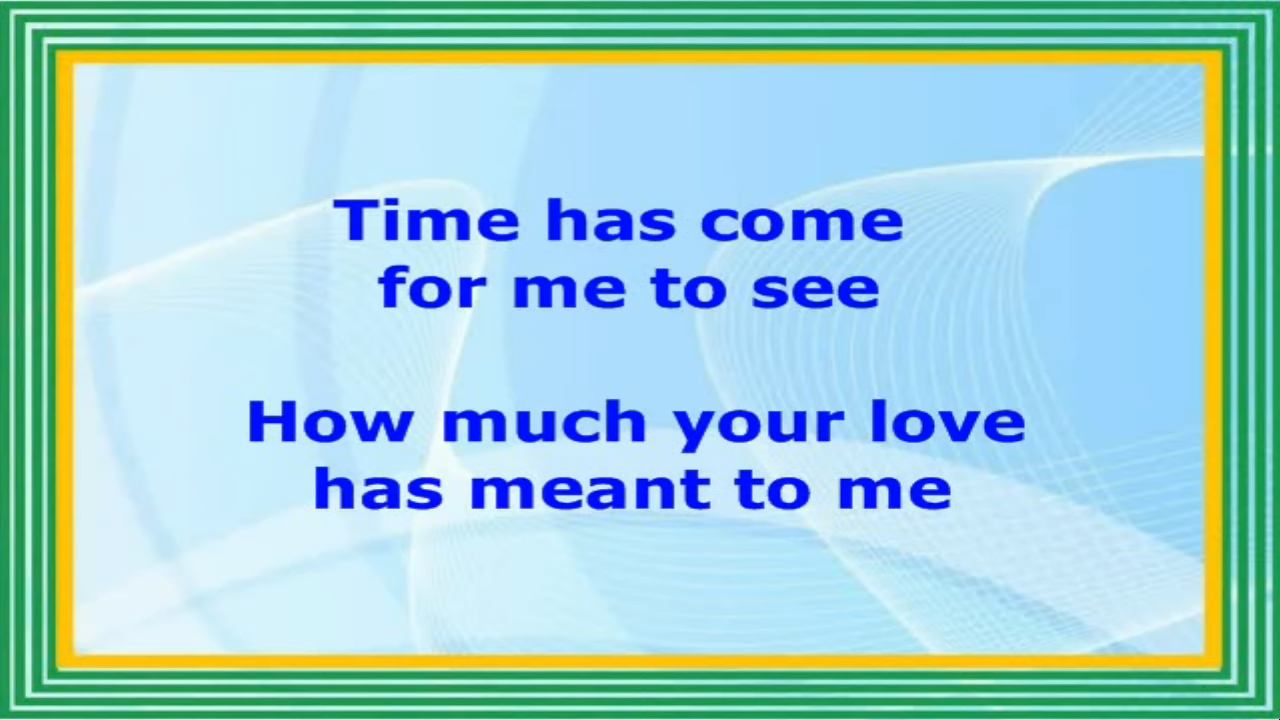 Time has come
for me to see
How much your love
has meant to me